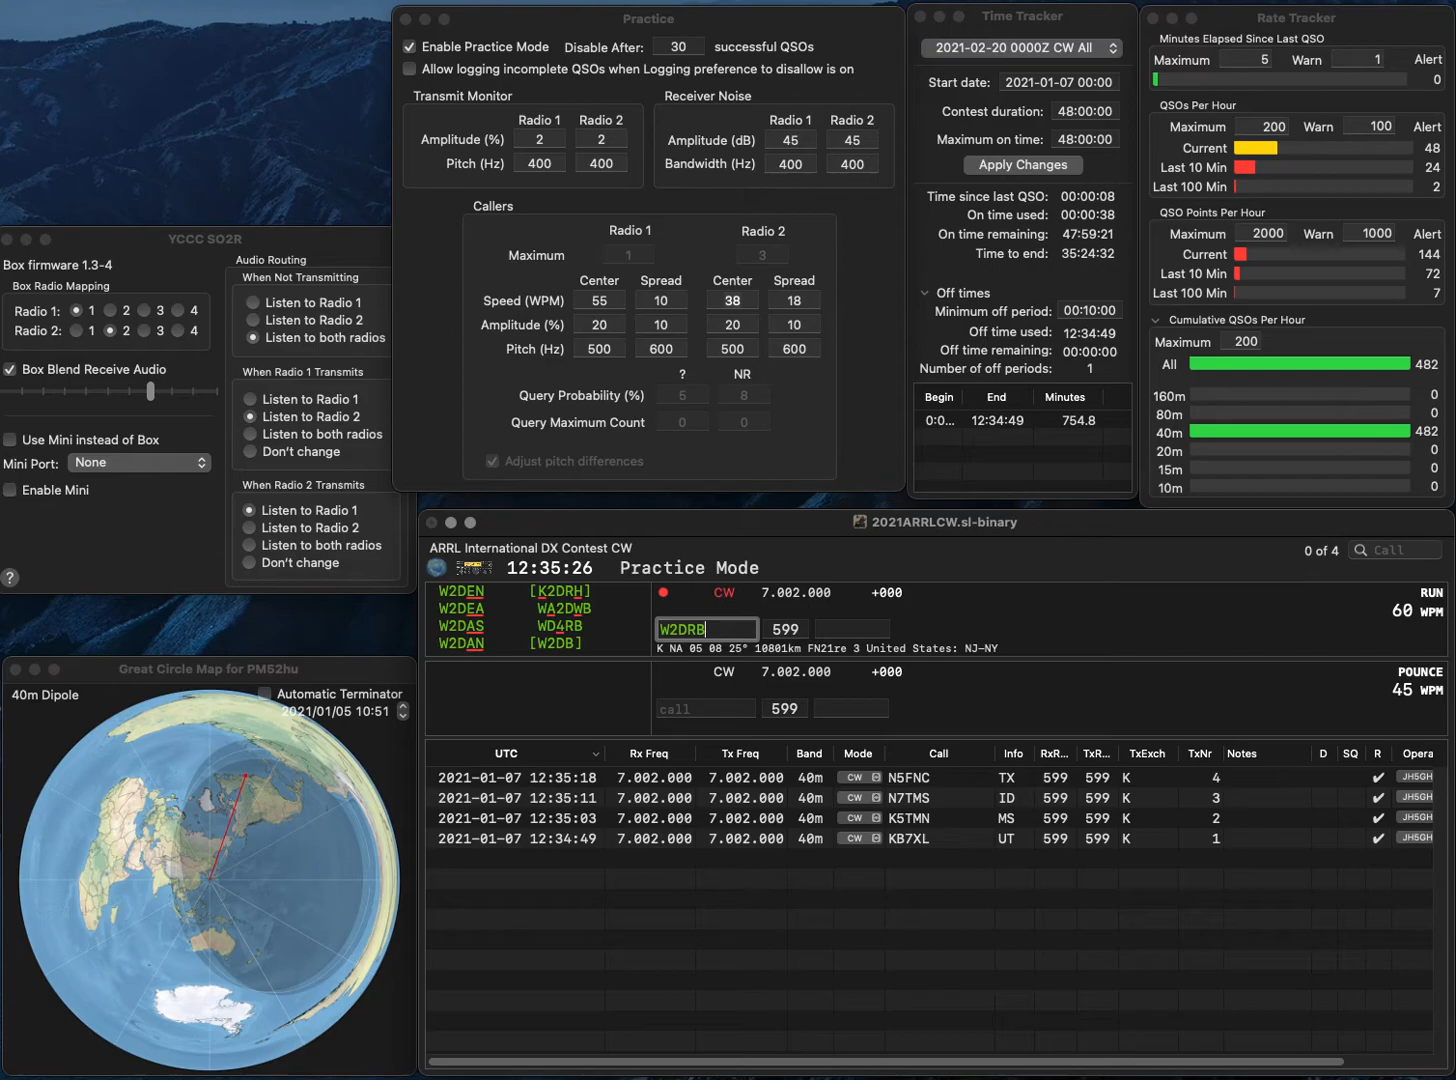 Practice
Enable Practice Mode Disable After: 30 successful QSOs
Allow logging incomplete QSOs when Logging preference to disallow is on
Transmit Monitor
Radio 1 Radio 2
Amplitude (%) 2 2
Pitch (Hz) 400 400
Receiver Noise
Radio 1 Radio 2
Amplitude (dB) 45 45
Bandwidth (Hz) 400 400
Callers
Radio 1 Radio 2
Maximum 1 3
Center Spread Center Spread
Speed (WPM) 55 10 38 18
Amplitude (%) 20 10 20 10
Pitch (Hz) 500 600 500 600
? NR
Query Probability (%) 5 8
Query Maximum Count 0 0
Adjust pitch differences
Time Tracker
2021-02-20 0000Z CW All
Start date: 2021-01-07 00:00
Contest duration: 48:00:00
Maximum on time: 48:00:00
Apply Changes
Time since last QSO: 00:00:08
On time used: 00:00:38
On time remaining: 47:59:21
Time to end: 35:24:32
Off times
Minimum off period: 00:10:00
Off time used: 12:34:49
Off time remaining: 00:00:00
Number of off periods: 1
Begin End Minutes
0:0... 12:34:49 754.8
Rate Tracker
Minutes Elapsed Since Last QSO
Maximum 5 Warn 1 Alert
0
QSOs Per Hour
Maximum 200 Warn 100 Alert
Current 48
Last 10 Min 24
Last 100 Min 2
QSO Points Per Hour
Maximum 2000 Warn 1000 Alert
Current 144
Last 10 Min 72
Last 100 Min 7
Cumulative QSOs Per Hour
Maximum 200
All 482
160m 0
80m 0
40m 482
20m 0
15m 0
10m 0
YCCC SO2R
Box firmware 1.3-4
Box Radio Mapping
Radio 1: 1 2 3 4
Radio 2: 1 2 3 4
Box Blend Receive Audio
Use Mini instead of Box
Mini Port: None
Enable Mini
?
Audio Routing
When Not Transmitting
Listen to Radio 1
Listen to Radio 2
Listen to both radios
When Radio 1 Transmits
Listen to Radio 1
Listen to Radio 2
Listen to both radios
Don't change
When Radio 2 Transmits
Listen to Radio 1
Listen to Radio 2
Listen to both radios
Don't change
Great Circle Map for PM52hu
40m Dipole
Automatic Terminator
2021/01/05 10:51
2021ARRLCW.sl-binary
ARRL International DX Contest CW
0 of 4 Call
12:35:26 Practice Mode
W2DEN [K2DRH]
W2DEA WA2DWB
W2DAS WD4RB
W2DAN [W2DB]
CW 7.002.000 +000 RUN
60 WPM
W2DRB 599
K NA 05 08 25° 10801km FN21re 3 United States: NJ-NY
CW 7.002.000 +000 POUNCE
45 WPM
call 599
UTC Rx Freq Tx Freq Band Mode Call Info RxR... TxR... TxExch TxNr Notes D SQ R Opera
2021-01-07 12:35:18 7.002.000 7.002.000 40m CW N5FNC TX 599 599 K 4 ✔ JH5GH
2021-01-07 12:35:11 7.002.000 7.002.000 40m CW N7TMS ID 599 599 K 3 ✔ JH5GH
2021-01-07 12:35:03 7.002.000 7.002.000 40m CW K5TMN MS 599 599 K 2 ✔ JH5GH
2021-01-07 12:34:49 7.002.000 7.002.000 40m CW KB7XL UT 599 599 K 1 ✔ JH5GH